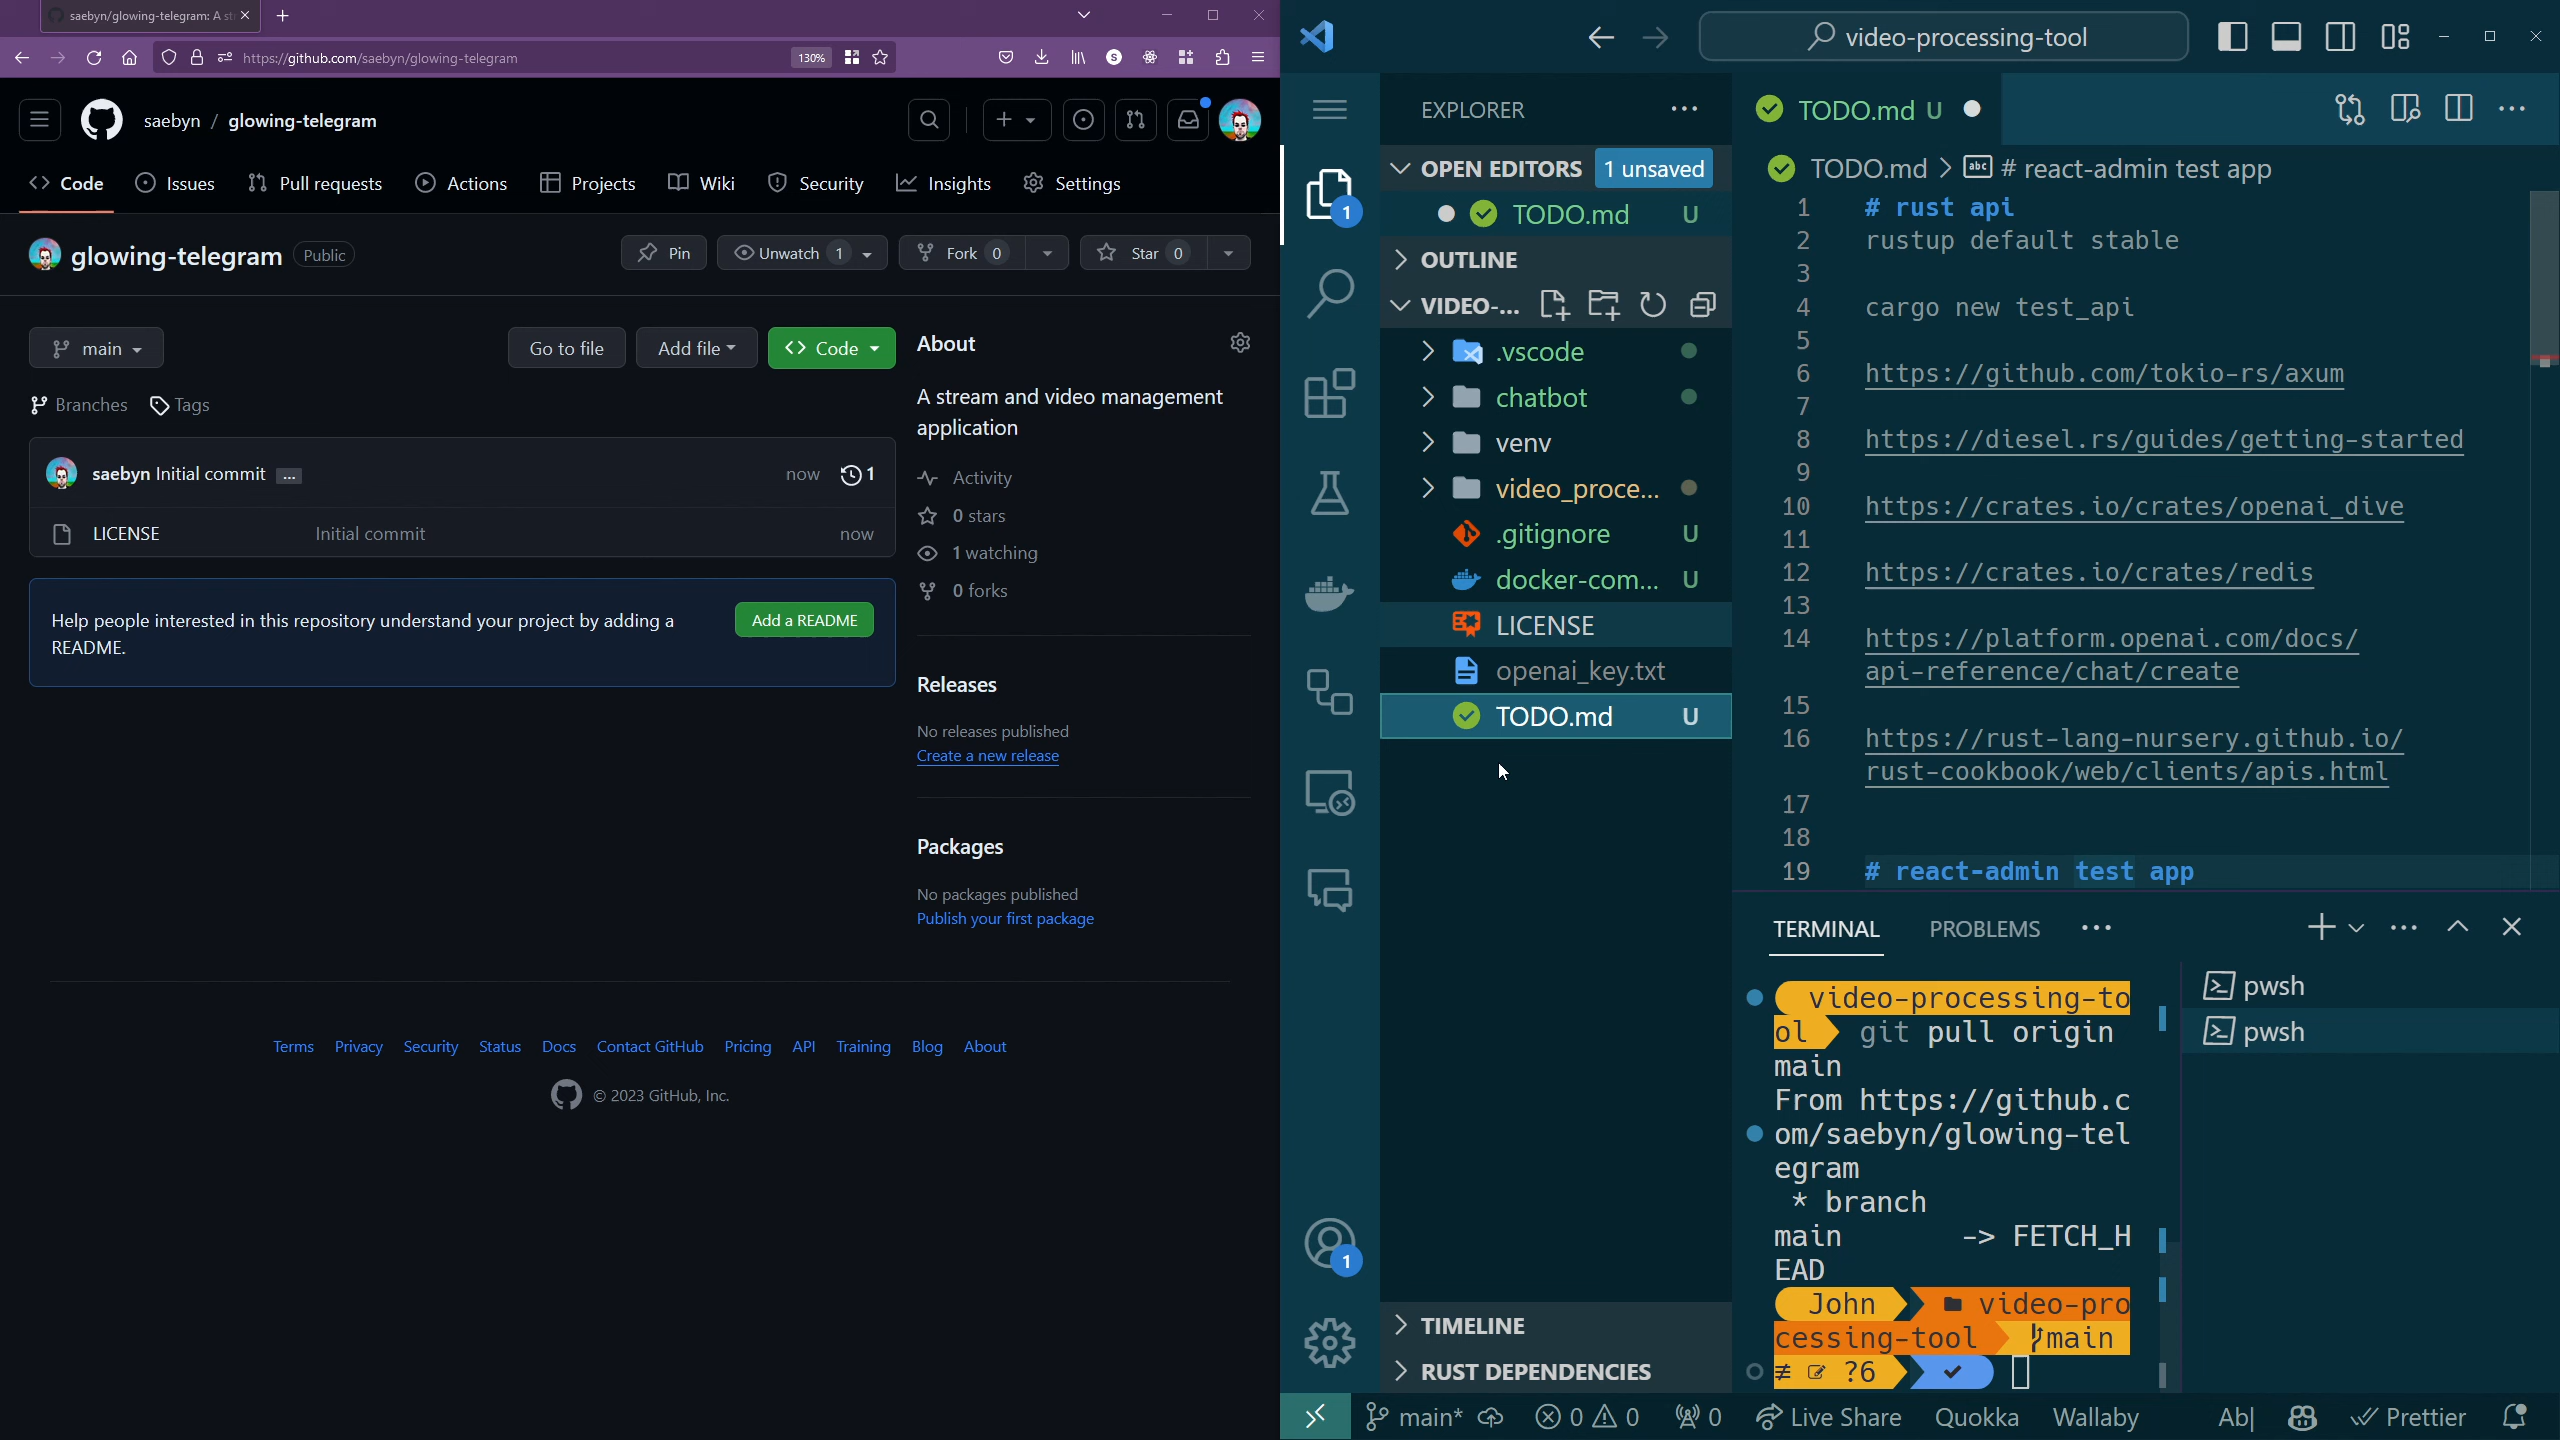 saebyn/glowing-telegram: A st
https://github.com/saebyn/glowing-telegram
130%
S
saebyn / glowing-telegram
Code
Issues
Pull requests
Actions
Projects
Wiki
Security
Insights
Settings
glowing-telegram
Public
Pin
Unwatch 1
Fork 0
Star 0
main
Go to file
Add file
Code
Branches
Tags
saebyn Initial commit ...
now
1
LICENSE
Initial commit
now
Help people interested in this repository understand your project by adding a
README.
Add a README
About
A stream and video management
application
Activity
0 stars
1 watching
0 forks
Releases
No releases published
Create a new release
Packages
No packages published
Publish your first package
Terms Privacy Security Status Docs Contact GitHub Pricing API Training Blog About
© 2023 GitHub, Inc.
video-processing-tool
1
1
EXPLORER
OPEN EDITORS 1 unsaved
TODO.md U
OUTLINE
VIDEO-...
.vscode
chatbot
venv
video_proce...
.gitignore U
docker-com... U
LICENSE
openai_key.txt
TODO.md U
TIMELINE
RUST DEPENDENCIES
TODO.md U
TODO.md > abc # react-admin test app
1 # rust api
2 rustup default stable
3
4 cargo new test_api
5
6 https://github.com/tokio-rs/axum
7
8 https://diesel.rs/guides/getting-started
9
10 https://crates.io/crates/openai_dive
11
12 https://crates.io/crates/redis
13
14 https://platform.openai.com/docs/
api-reference/chat/create
15
16 https://rust-lang-nursery.github.io/
rust-cookbook/web/clients/apis.html
17
18
19 # react-admin test app
TERMINAL
PROBLEMS
video-processing-to
ol git pull origin
main
From https://github.c
om/saebyn/glowing-tel
egram
* branch
main -> FETCH_H
EAD
John video-pro
cessing-tool main
≢ ?6
pwsh
pwsh
main*
0
0
0
Live Share
Quokka
Wallaby
Ab|
Prettier